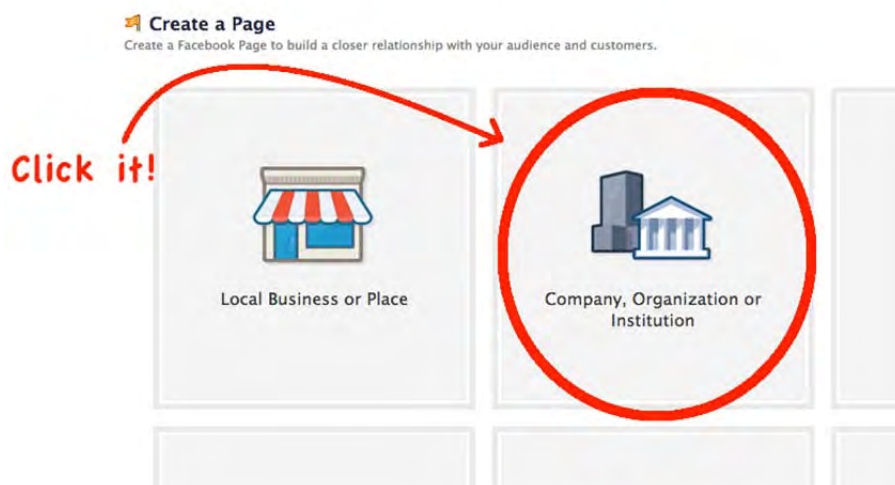 Create a Page
Create a Facebook Page to build a closer relationship with your audience and customers.
Click it!
Local Business or Place
Company, Organization or
Institution